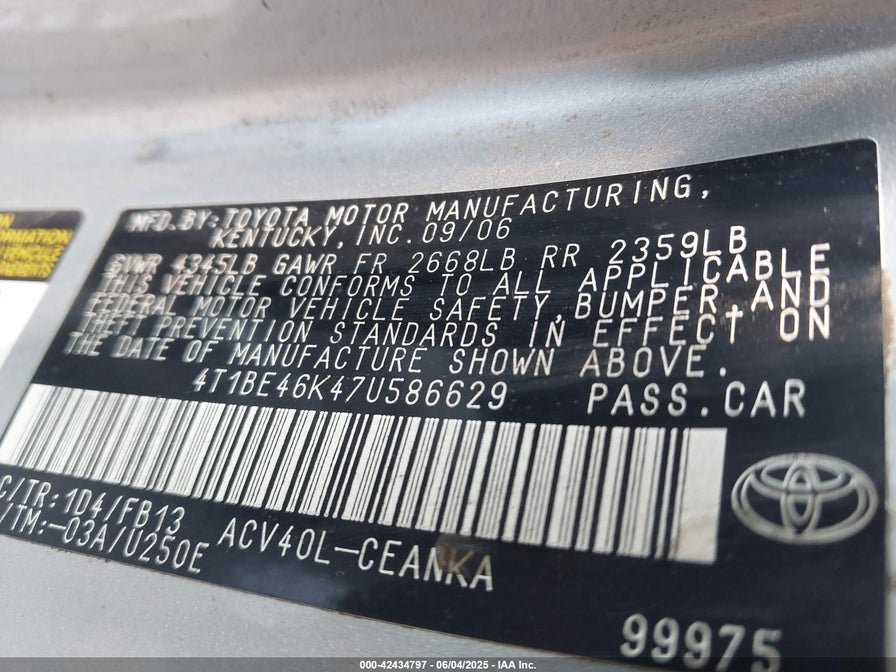 MFD.BY:TOYOTA MOTOR MANUFACTURING,
KENTUCKY,INC.09/06
GVWR 4345LB GAWR FR 2668LB RR 2359LB
THIS VEHICLE CONFORMS TO ALL APPLICABLE
FEDERAL MOTOR VEHICLE SAFETY,BUMPER,AND
THEFT PREVENTION STANDARDS IN EFFECT ON
THE DATE OF MANUFACTURE SHOWN ABOVE.
4T1BE46K47U586629 PASS.CAR
C/TR:1D4/FB13
/TM:-03A/U250E ACV40L-CEANKA
99975
VEHICLE
000-42434797 - 06/04/2025 - IAA Inc.